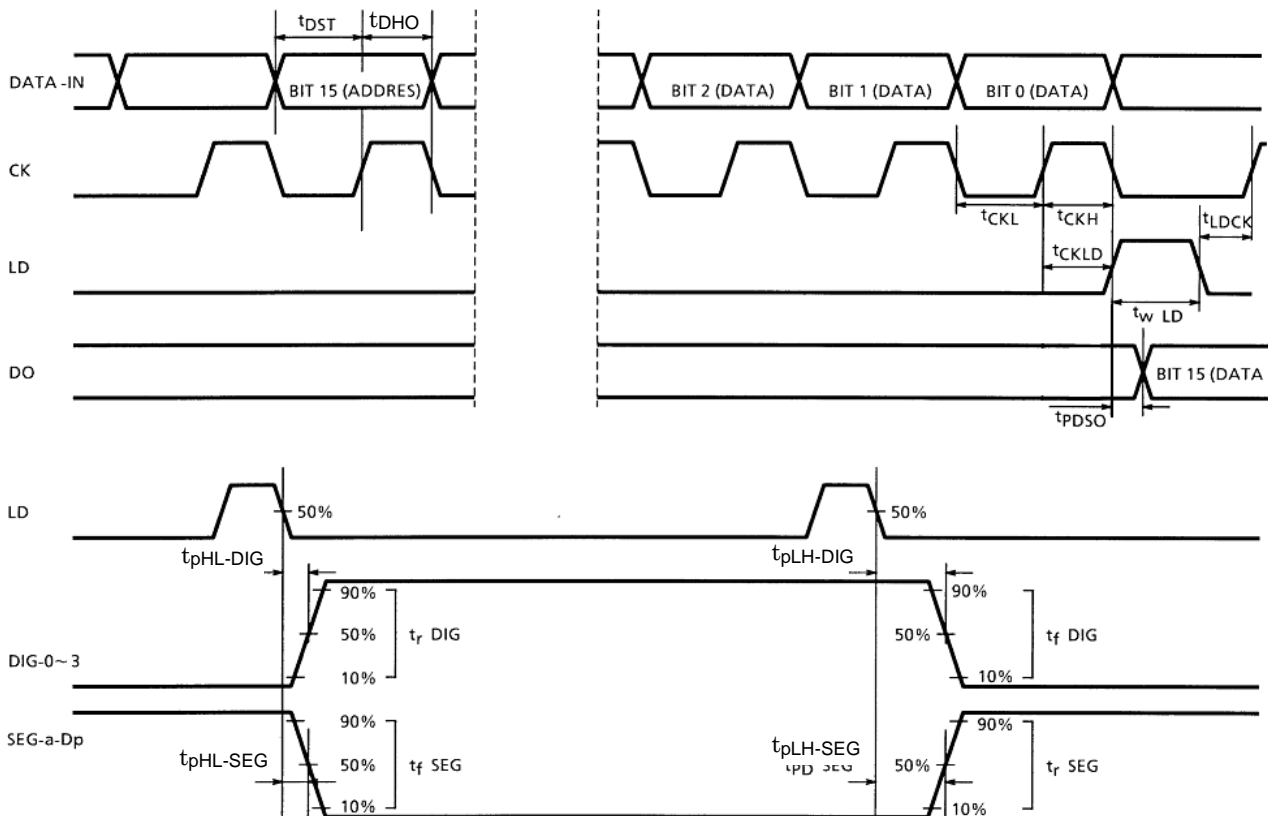 tDST tDHO
DATA-IN BIT 15 (ADDRES) BIT 2 (DATA) BIT 1 (DATA) BIT 0 (DATA)
CK
tCKL tCKH tLDCK
LD tCKLD
tw LD
DO BIT 15 (DATA
tPDSO
LD 50% 50%
tpHL-DIG tpLH-DIG
90% 90%
50% tr DIG 50% tf DIG
DIG-0~3 10% 10%
SEG-a-Dp 90% 90%
tpHL-SEG tpLH-SEG
50% tf SEG tPD SEG 50% tr SEG
10% 10%